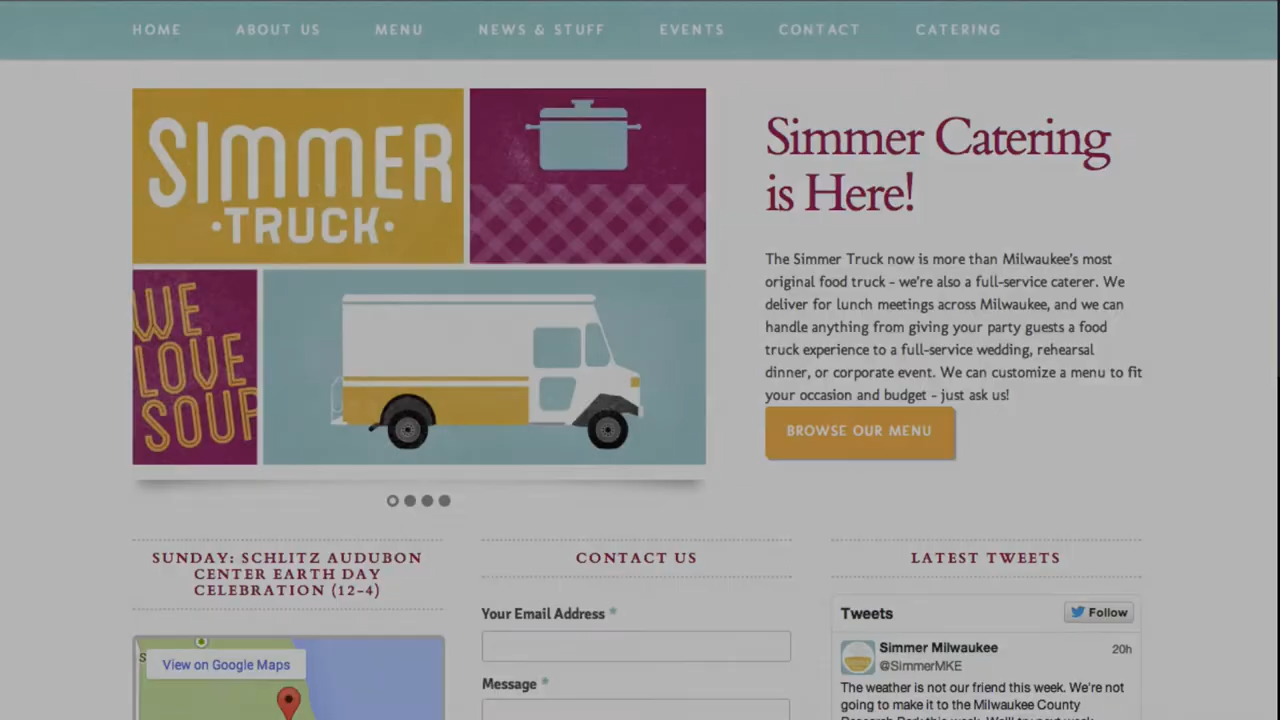 HOME ABOUT US MENU NEWS & STUFF EVENTS CONTACT CATERING
SIMMER
·TRUCK·
WE
LOVE
SOUP
Simmer Catering
is Here!
The Simmer Truck now is more than Milwaukee's most
original food truck - we're also a full-service caterer. We
deliver for lunch meetings across Milwaukee, and we can
handle anything from giving your party guests a food
truck experience to a full-service wedding, rehearsal
dinner, or corporate event. We can customize a menu to fit
your occasion and budget - just ask us!
BROWSE OUR MENU
SUNDAY: SCHLITZ AUDUBON
CENTER EARTH DAY
CELEBRATION (12-4)
View on Google Maps
CONTACT US
Your Email Address *
Message *
LATEST TWEETS
Tweets Follow
Simmer Milwaukee 20h
@SimmerMKE
The weather is not our friend this week. We're not
going to make it to the Milwaukee County